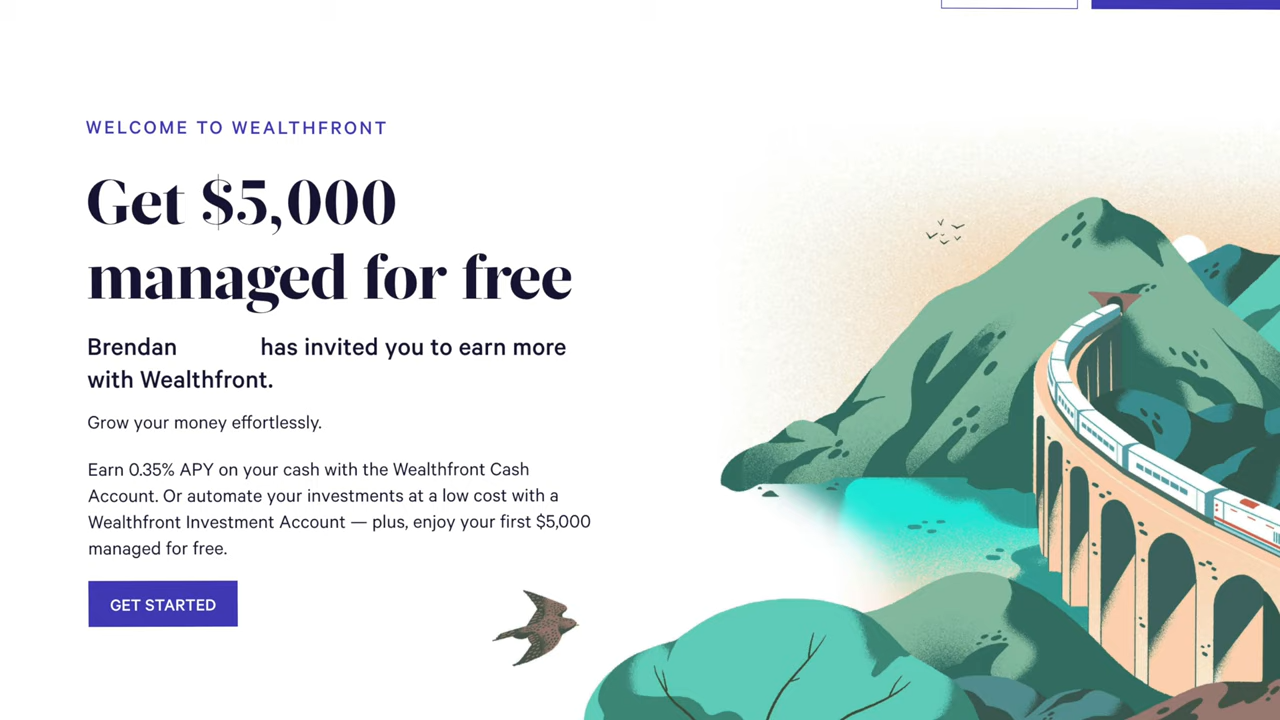 WELCOME TO WEALTHFRONT
Get $5,000
managed for free
Brendan has invited you to earn more
with Wealthfront.
Grow your money effortlessly.
Earn 0.35% APY on your cash with the Wealthfront Cash
Account. Or automate your investments at a low cost with a
Wealthfront Investment Account — plus, enjoy your first $5,000
managed for free.
GET STARTED